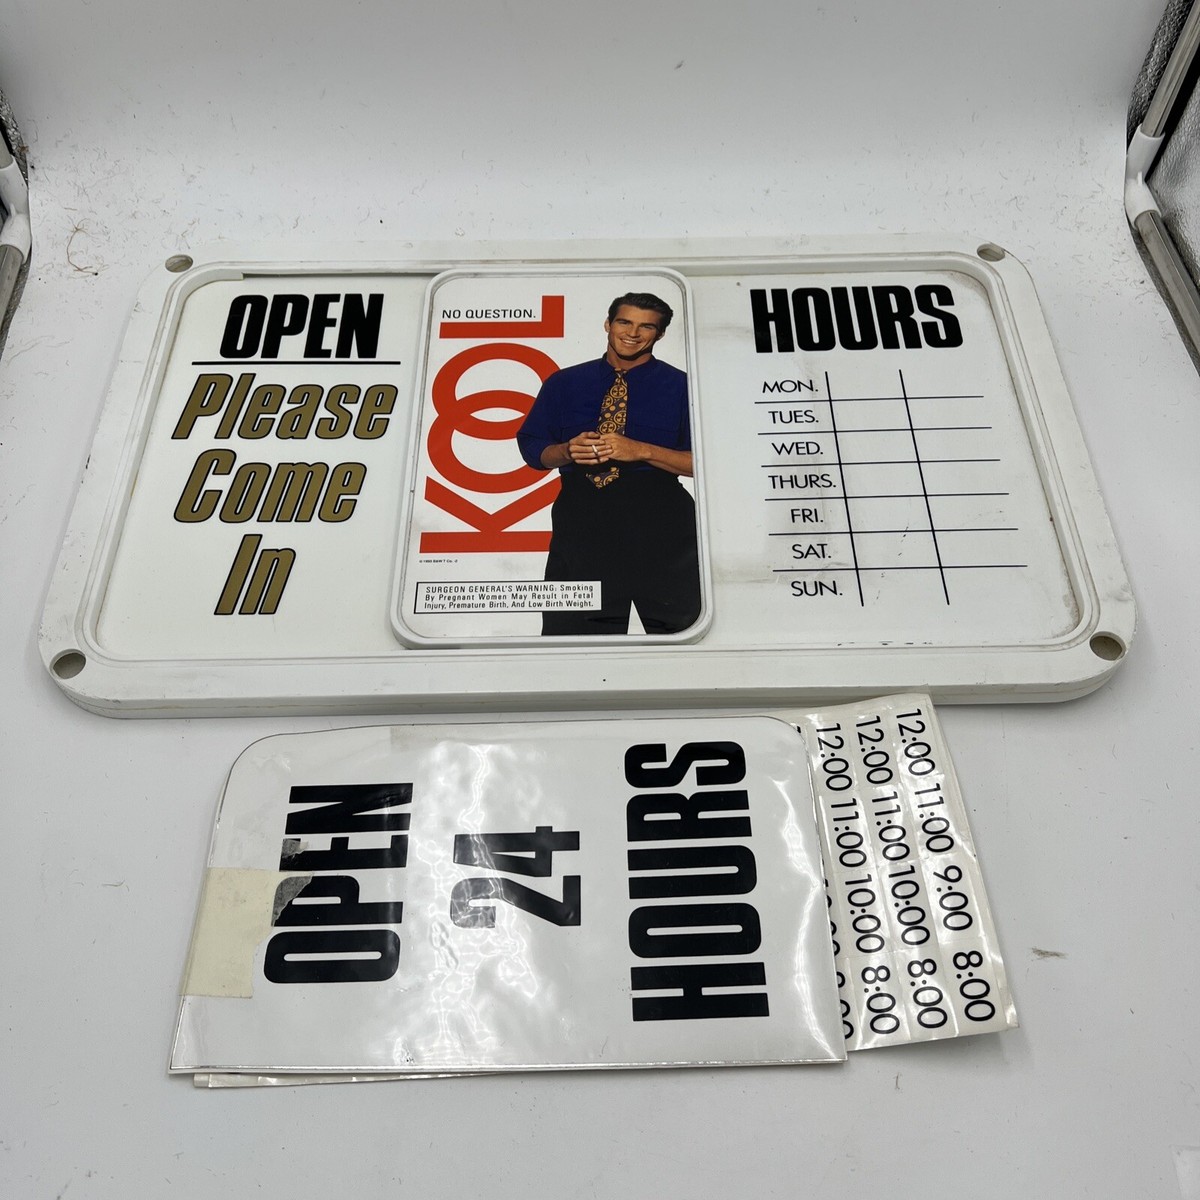 OPEN
Please
Come
In
NO QUESTION.
KOOL
SURGEON GENERAL'S WARNING: Smoking
By Pregnant Women May Result in Fetal
Injury, Premature Birth, And Low Birth Weight.
HOURS
MON.
TUES.
WED.
THURS.
FRI.
SAT.
SUN.
OPEN
24
HOURS
12:00 11:00 9:00 8:00
12:00 11:00 10:00 8:00
12:00 11:00 10:00 8:00